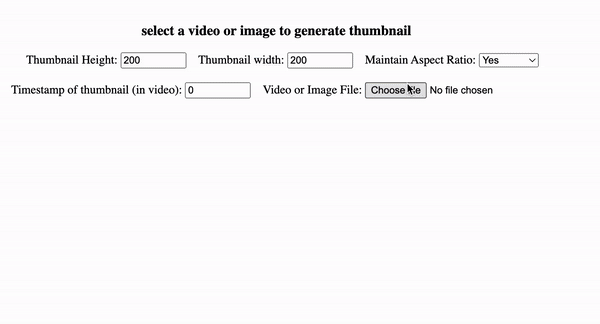 select a video or image to generate thumbnail
Thumbnail Height: 200 Thumbnail width: 200 Maintain Aspect Ratio: Yes
Timestamp of thumbnail (in video): 0 Video or Image File: Choose file No file chosen